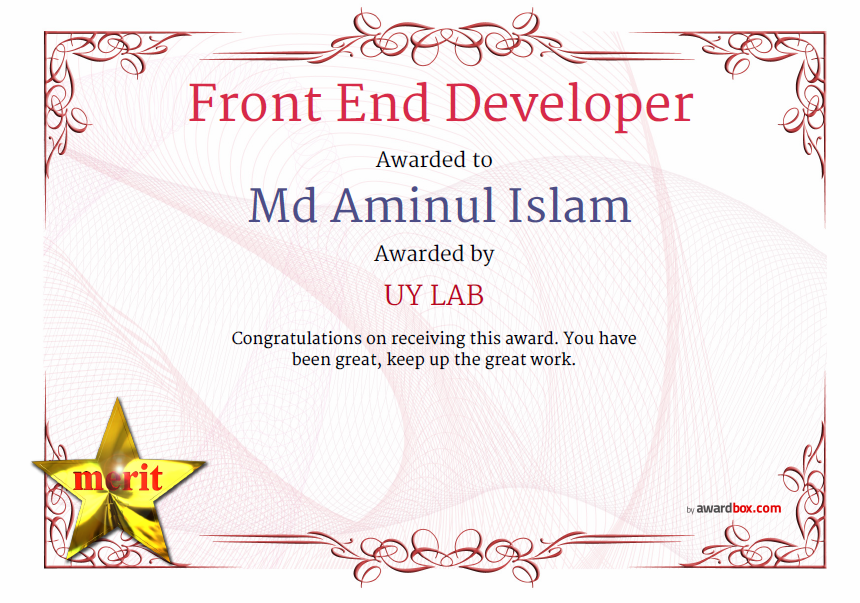 Front End Developer
Awarded to
Md Aminul Islam
Awarded by
UY LAB
Congratulations on receiving this award. You have
been great, keep up the great work.
merit
by awardbox.com